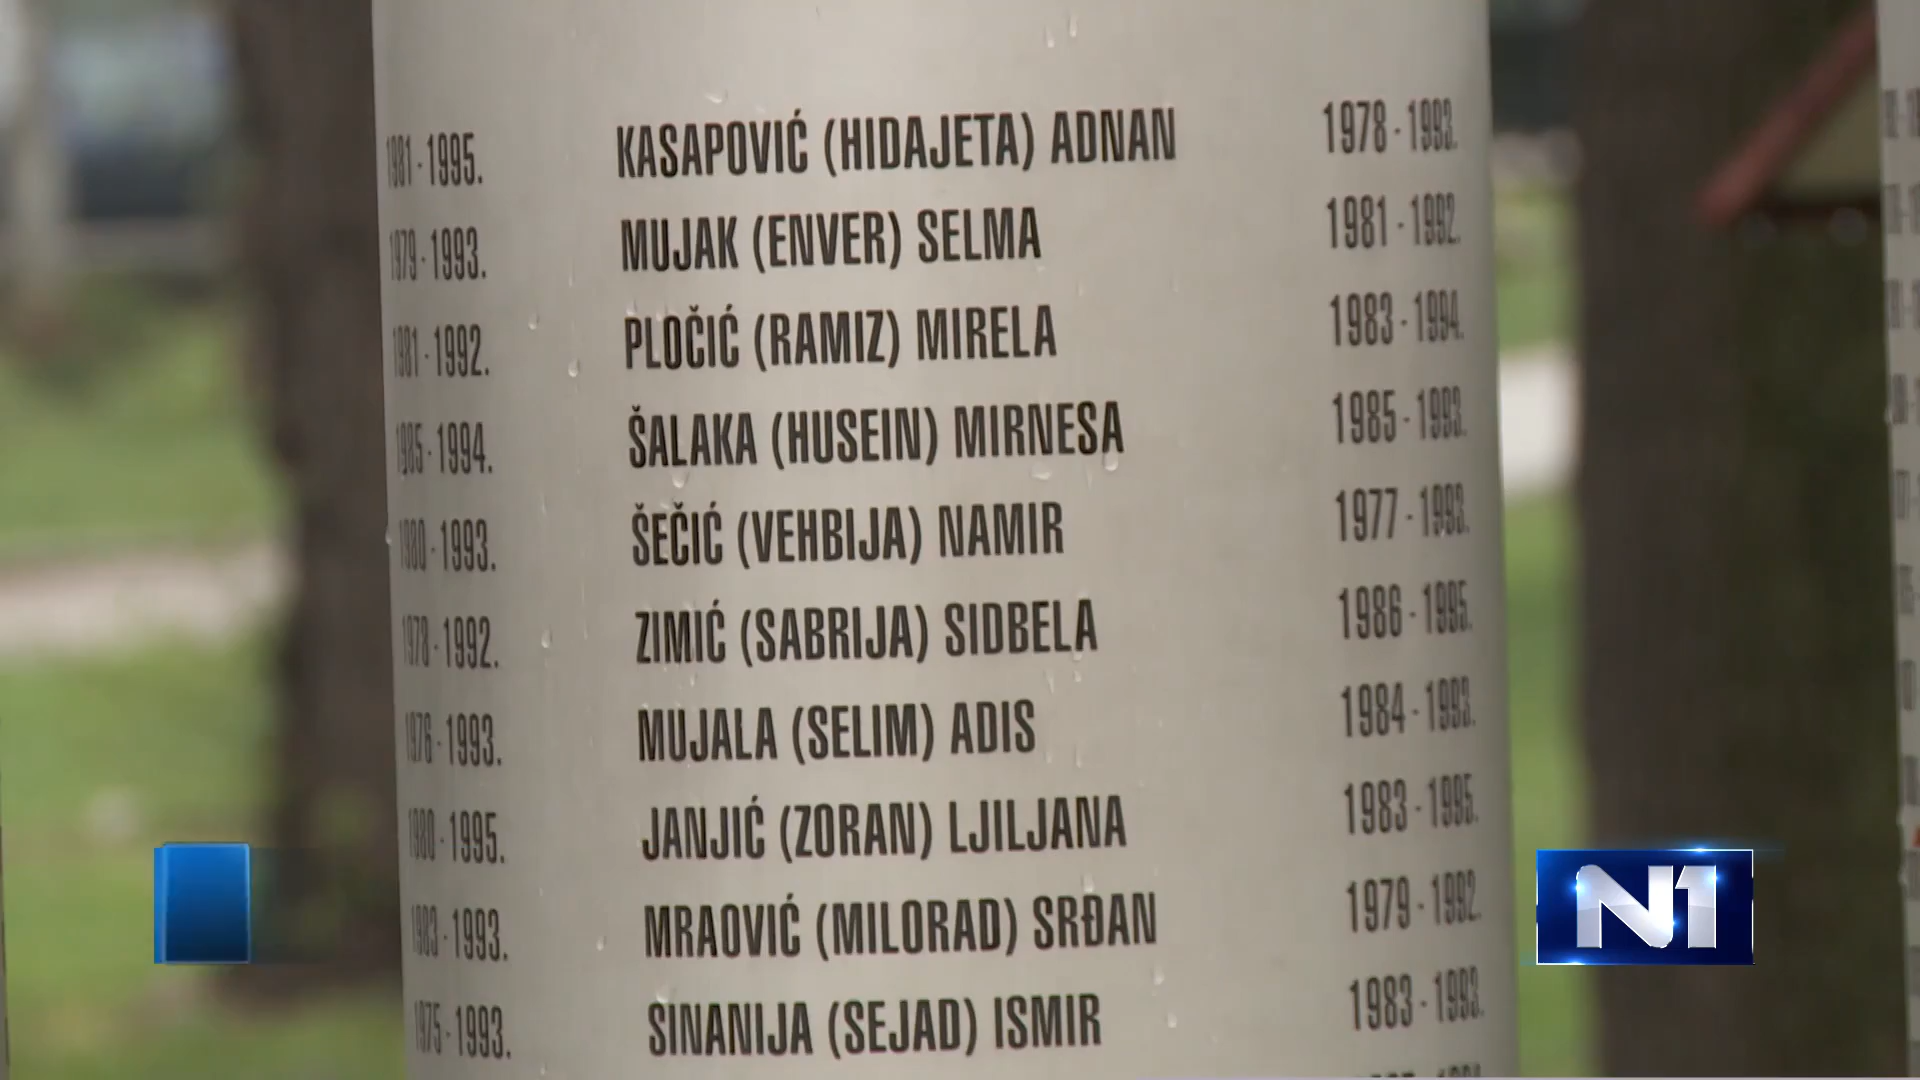 1981 - 1995. KASAPOVIĆ (HIDAJETA) ADNAN 1978 - 1993.
1979 - 1993. MUJAK (ENVER) SELMA 1981 - 1992.
1981 - 1992. PLOČIĆ (RAMIZ) MIRELA 1983 - 1994.
1985 - 1994. ŠALAKA (HUSEIN) MIRNESA 1985 - 1993.
1980 - 1993. ŠEČIĆ (VEHBIJA) NAMIR 1977 - 1993.
1978 - 1992. ZIMIĆ (SABRIJA) SIDBELA 1986 - 1995.
1976 - 1993. MUJALA (SELIM) ADIS 1984 - 1993.
1980 - 1995. JANJIĆ (ZORAN) LJILJANA 1983 - 1995.
1983 - 1993. MRAOVIĆ (MILORAD) SRĐAN 1979 - 1992.
1975 - 1993. SINANIJA (SEJAD) ISMIR 1983 - 1993.
N1